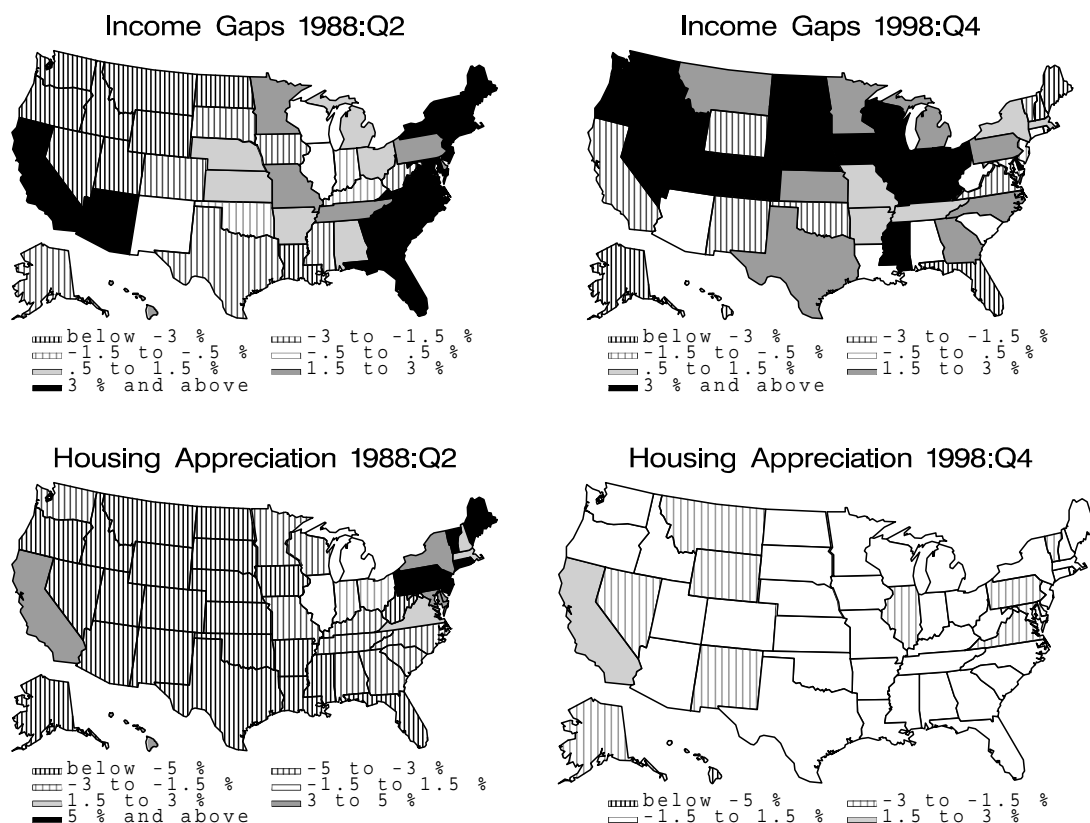 Income Gaps 1988:Q2
below -3 % -3 to -1.5 %
-1.5 to -.5 % -.5 to .5 %
.5 to 1.5 % 1.5 to 3 %
3 % and above
Income Gaps 1998:Q4
below -3 % -3 to -1.5 %
-1.5 to -.5 % -.5 to .5 %
.5 to 1.5 % 1.5 to 3 %
3 % and above
Housing Appreciation 1988:Q2
below -5 % -5 to -3 %
-3 to -1.5 % -1.5 to 1.5 %
1.5 to 3 % 3 to 5 %
5 % and above
Housing Appreciation 1998:Q4
below -5 % -3 to -1.5 %
-1.5 to 1.5 % 1.5 to 3 %